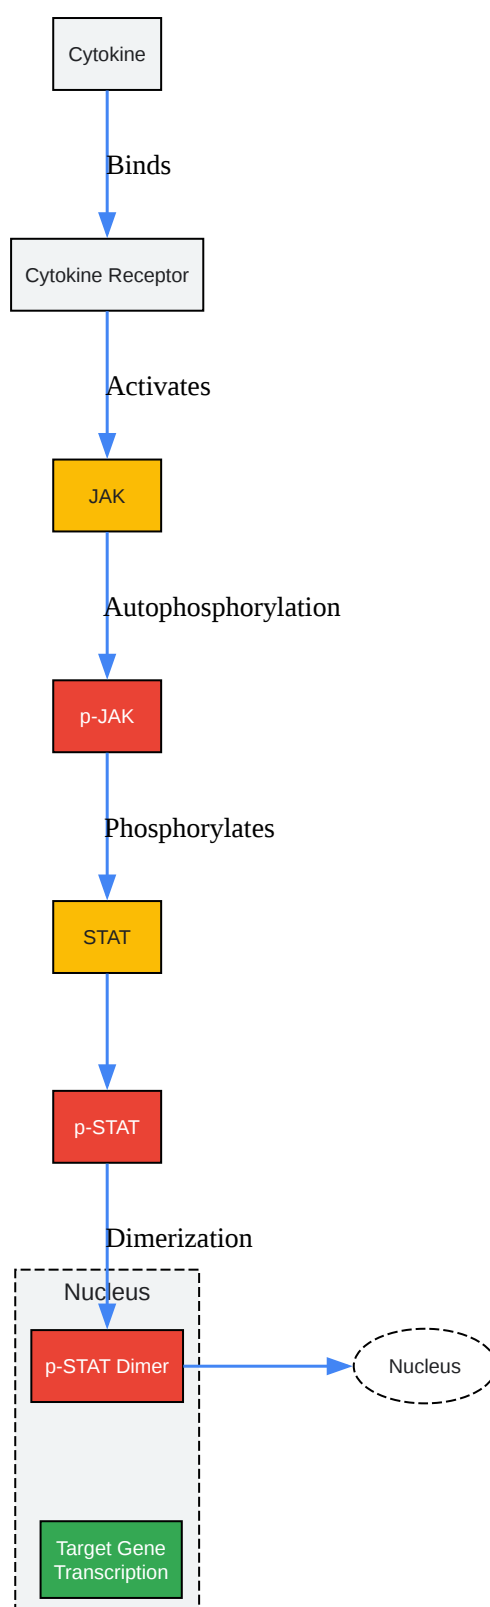 Cytokine
Binds
Cytokine Receptor
Activates
JAK
Autophosphorylation
p-JAK
Phosphorylates
STAT
p-STAT
Dimerization
Nucleus
p-STAT Dimer
Nucleus
Target Gene
Transcription